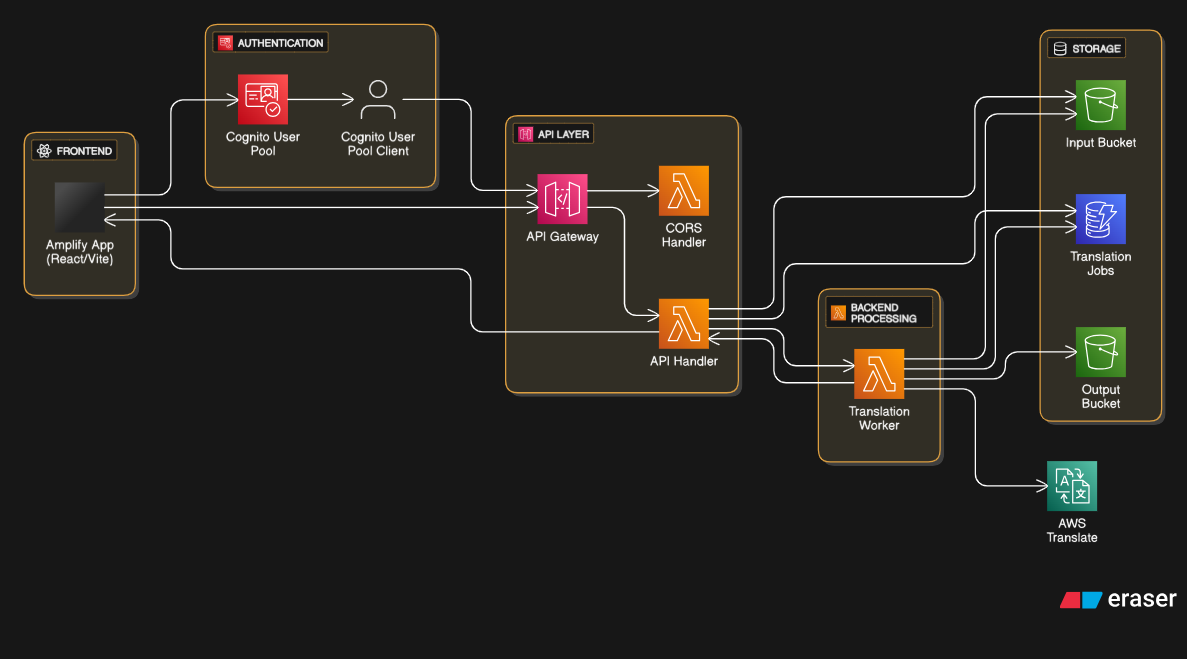 AUTHENTICATION
Cognito User
Pool
Cognito User
Pool Client
FRONTEND
Amplify App
(React/Vite)
API LAYER
API Gateway
CORS
Handler
API Handler
BACKEND
PROCESSING
Translation
Worker
STORAGE
Input Bucket
Translation
Jobs
Output
Bucket
A
文
AWS
Translate
eraser